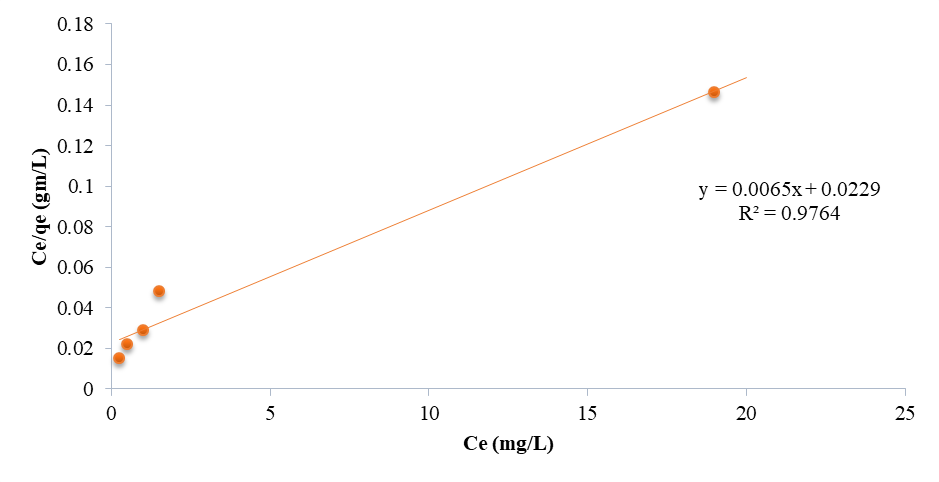 0.18
0.16
0.14
0.12
0.1
0.08
0.06
0.04
0.02
0
Ce/qe (gm/L)
y = 0.0065x + 0.0229
R² = 0.9764
0 5 10 15 20 25
Ce (mg/L)